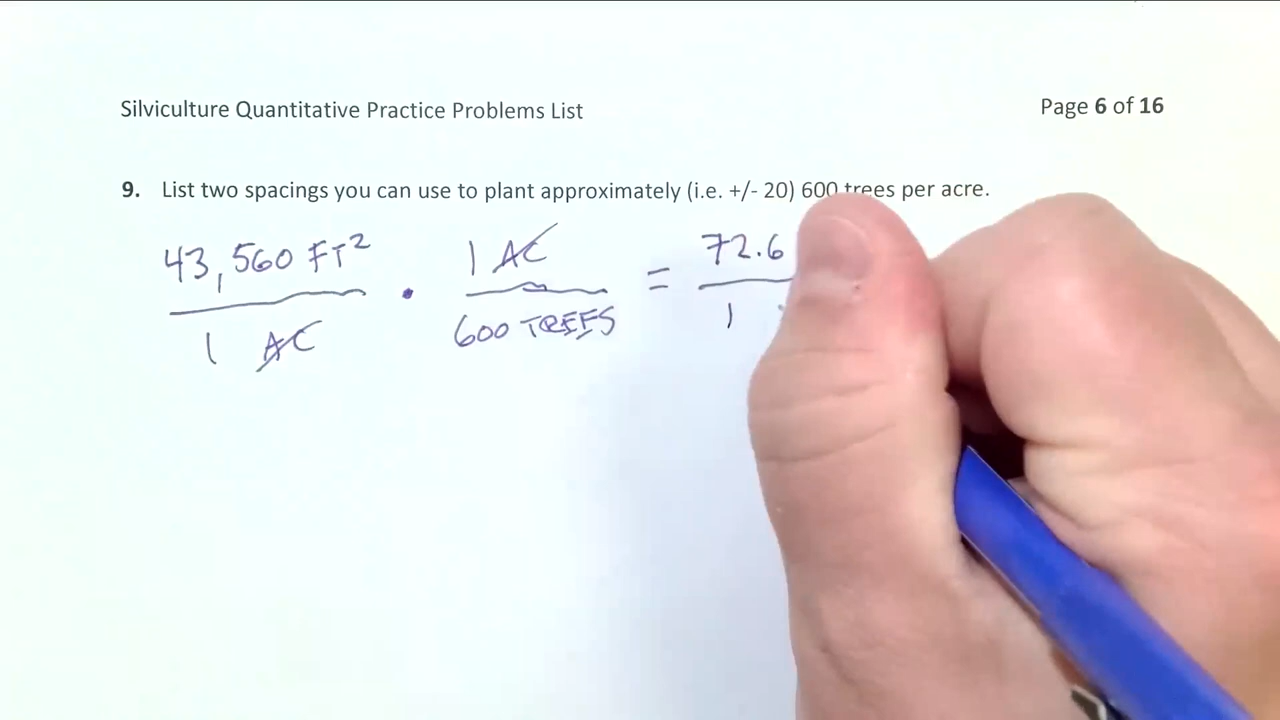 Silviculture Quantitative Practice Problems List Page 6 of 16
9. List two spacings you can use to plant approximately (i.e. +/- 20) 600 trees per acre.
43,560 FT² 1 AC = 72.6
1 AC · 600 TREES 1